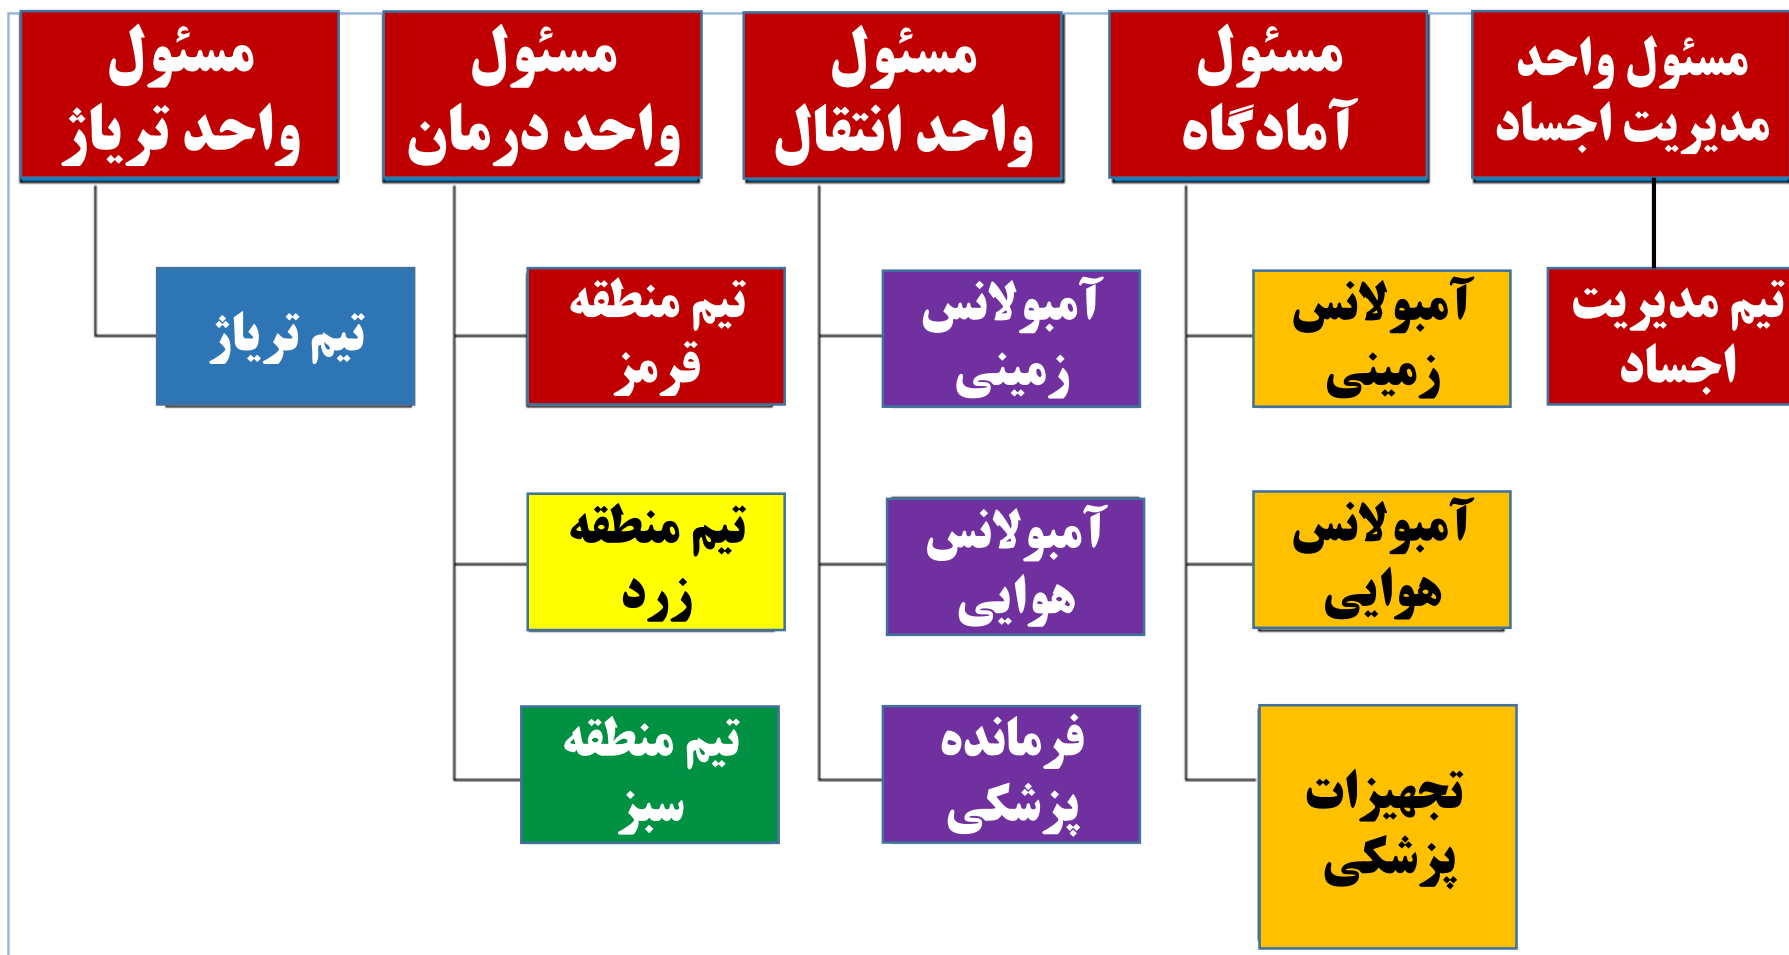 مسئول واحد
مدیریت اجساد
مسئول
آمادگاه
مسئول
واحد انتقال
مسئول
واحد درمان
مسئول
واحد تریاژ
تیم مدیریت
اجساد
آمبولانس
زمینی
آمبولانس
زمینی
تیم منطقه
قرمز
تیم تریاژ
آمبولانس
هوایی
آمبولانس
هوایی
تیم منطقه
زرد
تجهیزات
پزشکی
فرمانده
پزشکی
تیم منطقه
سبز